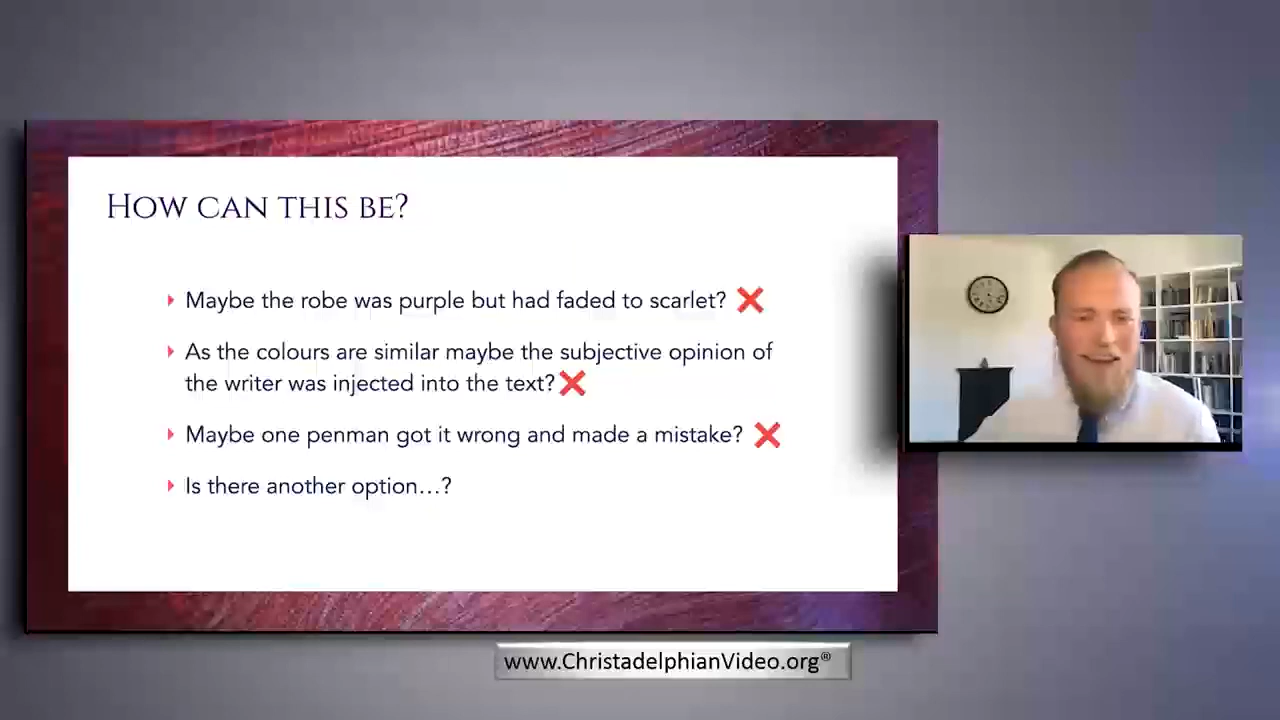 How can this be?
Maybe the robe was purple but had faded to scarlet? ❌
As the colours are similar maybe the subjective opinion of
the writer was injected into the text? ❌
Maybe one penman got it wrong and made a mistake? ❌
Is there another option...?
www.ChristadelphianVideo.org®